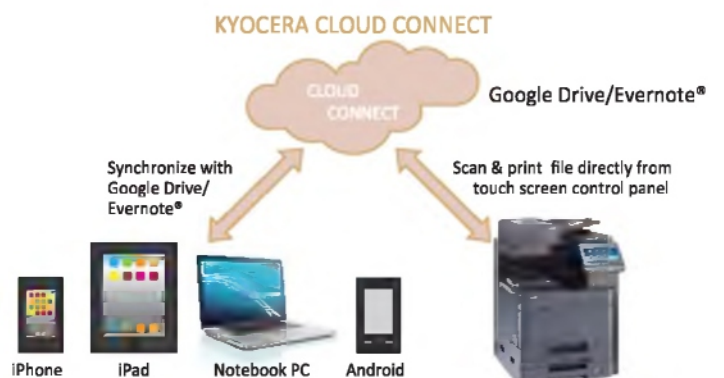 KYOCERA CLOUD CONNECT
CLOUD
CONNECT
Google Drive/Evernote®
Synchronize with
Google Drive/
Evernote®
Scan & print file directly from
touch screen control panel
iPhone
iPad
Notebook PC
Android